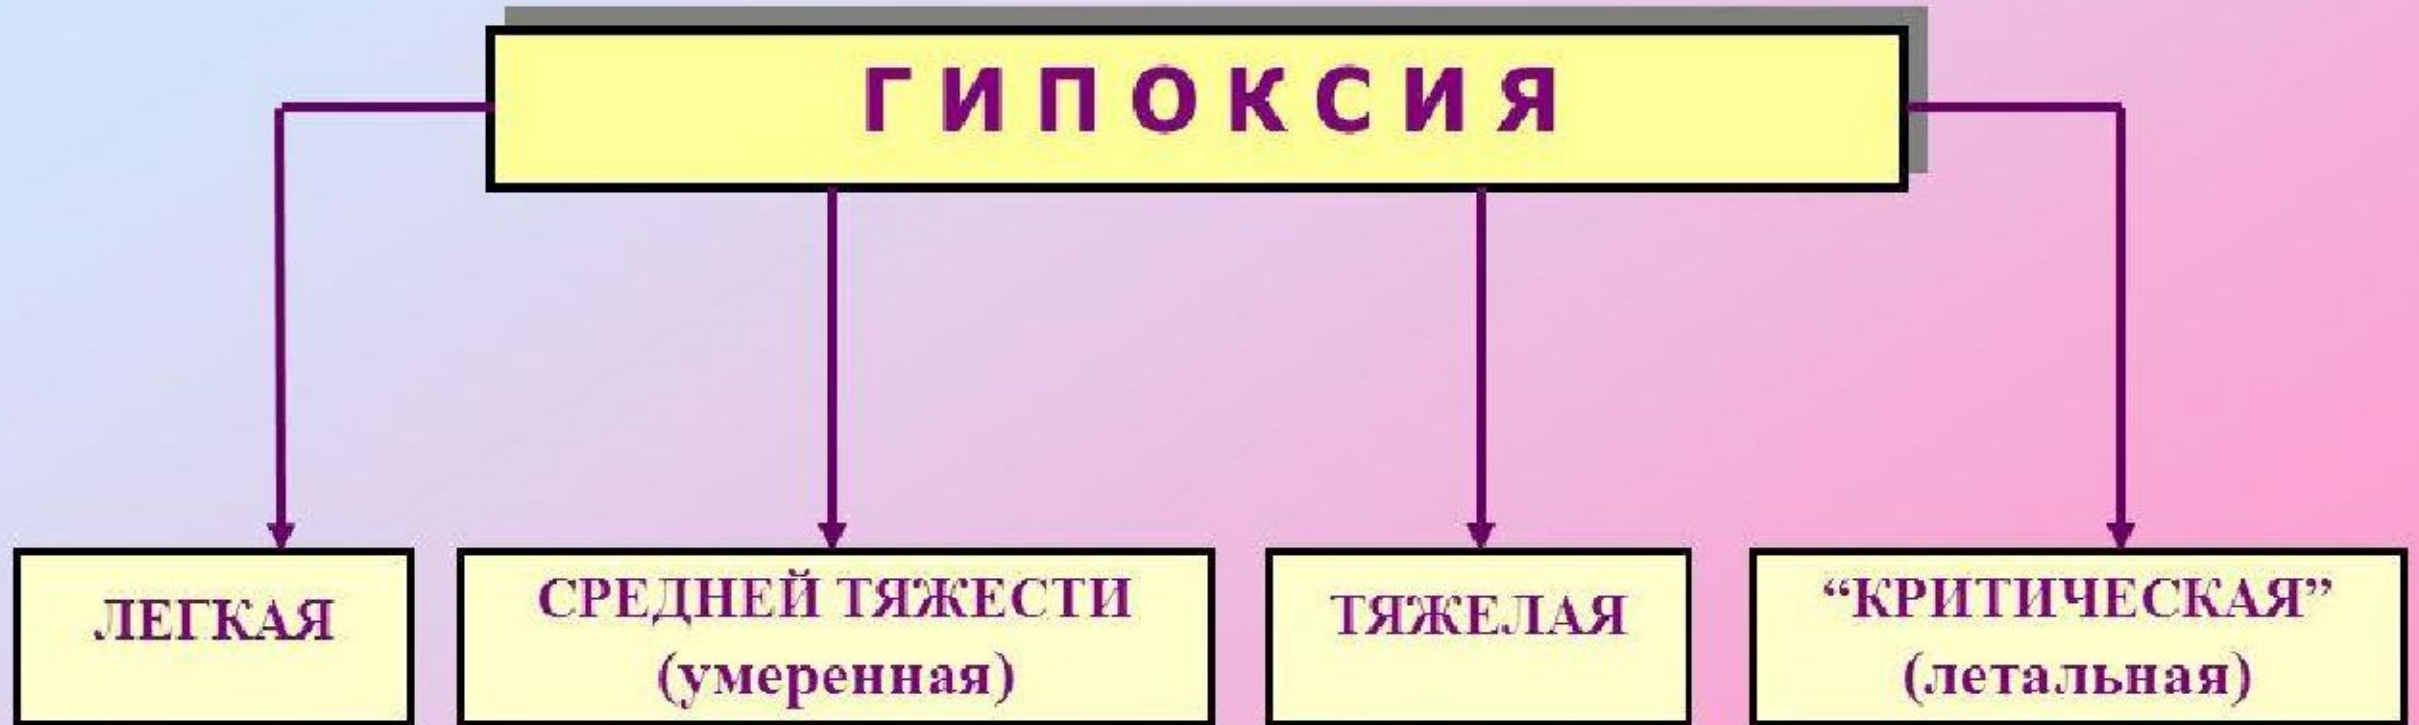 ГИПОКСИЯ
ЛЕГКАЯ
СРЕДНЕЙ ТЯЖЕСТИ
(умеренная)
ТЯЖЕЛАЯ
“КРИТИЧЕСКАЯ”
(летальная)